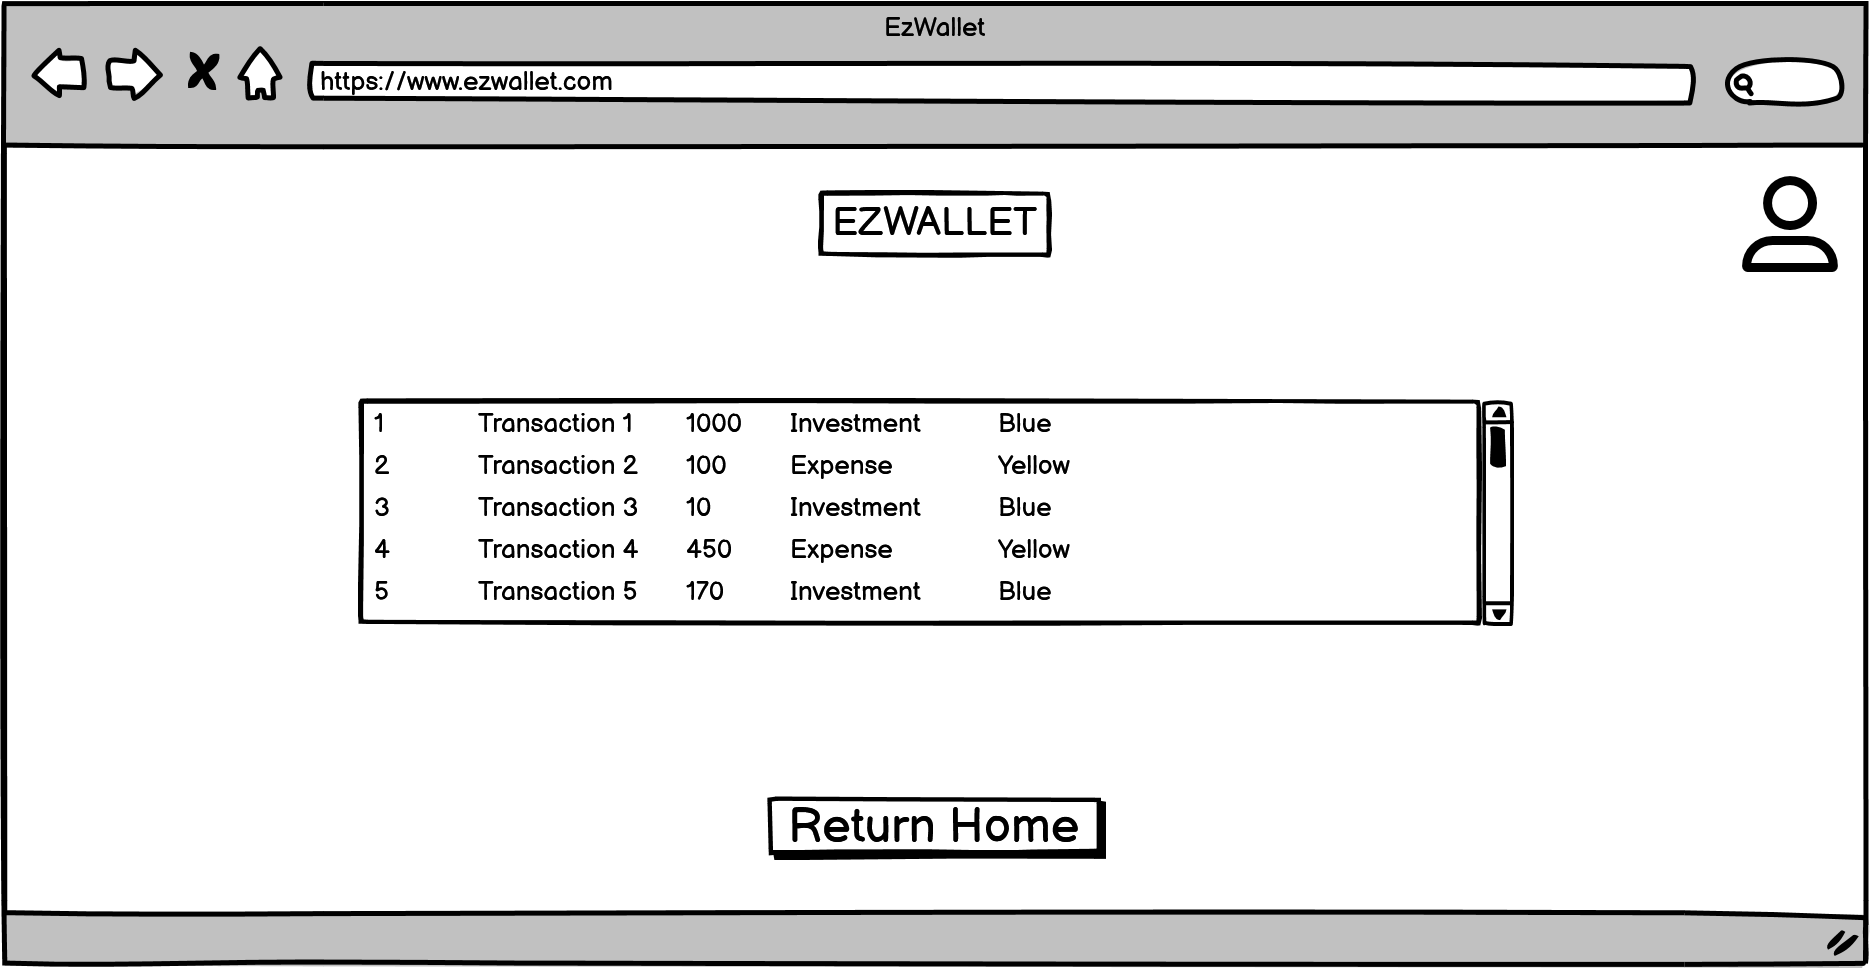 EzWallet
https://www.ezwallet.com
EZWALLET
1 Transaction 1 1000 Investment Blue
2 Transaction 2 100 Expense Yellow
3 Transaction 3 10 Investment Blue
4 Transaction 4 450 Expense Yellow
5 Transaction 5 170 Investment Blue
Return Home